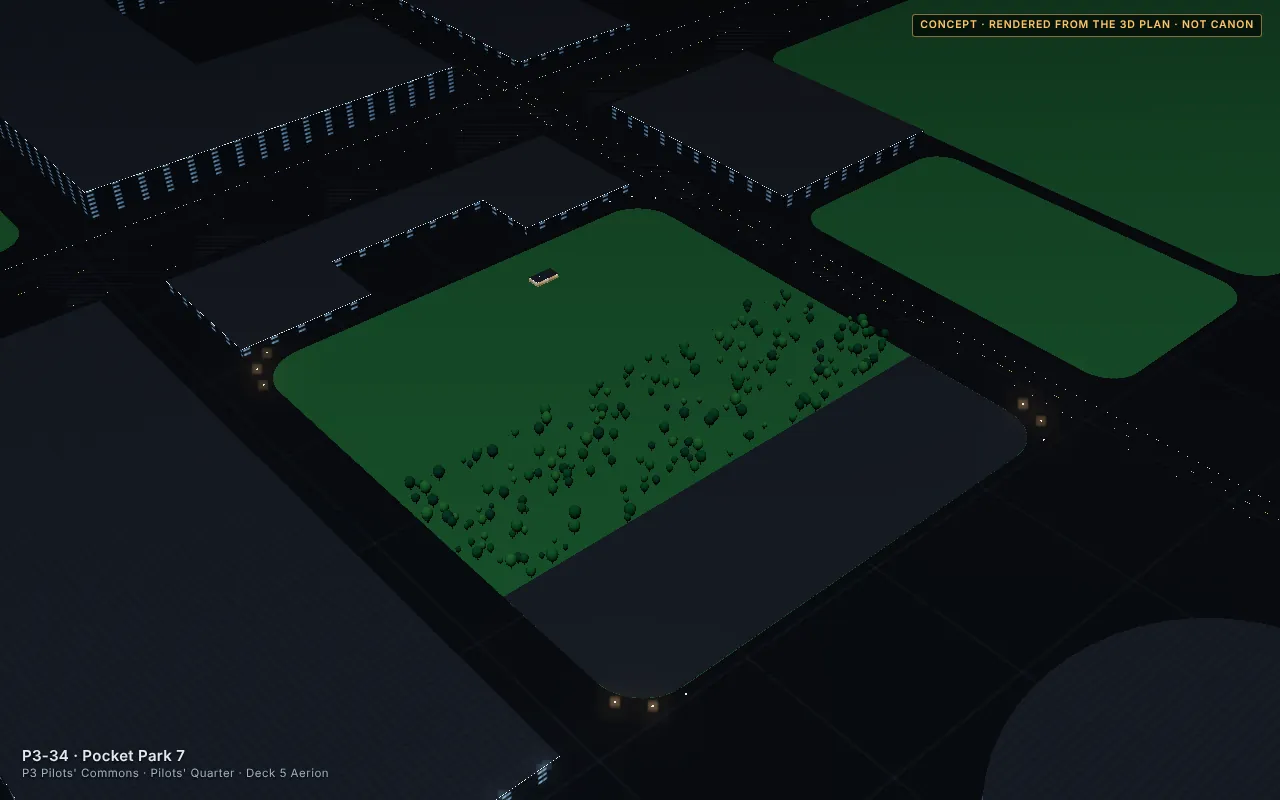 CONCEPT · RENDERED FROM THE 3D PLAN · NOT CANON
P3-34 · Pocket Park 7
P3 Pilots' Commons · Pilots' Quarter · Deck 5 Aerion